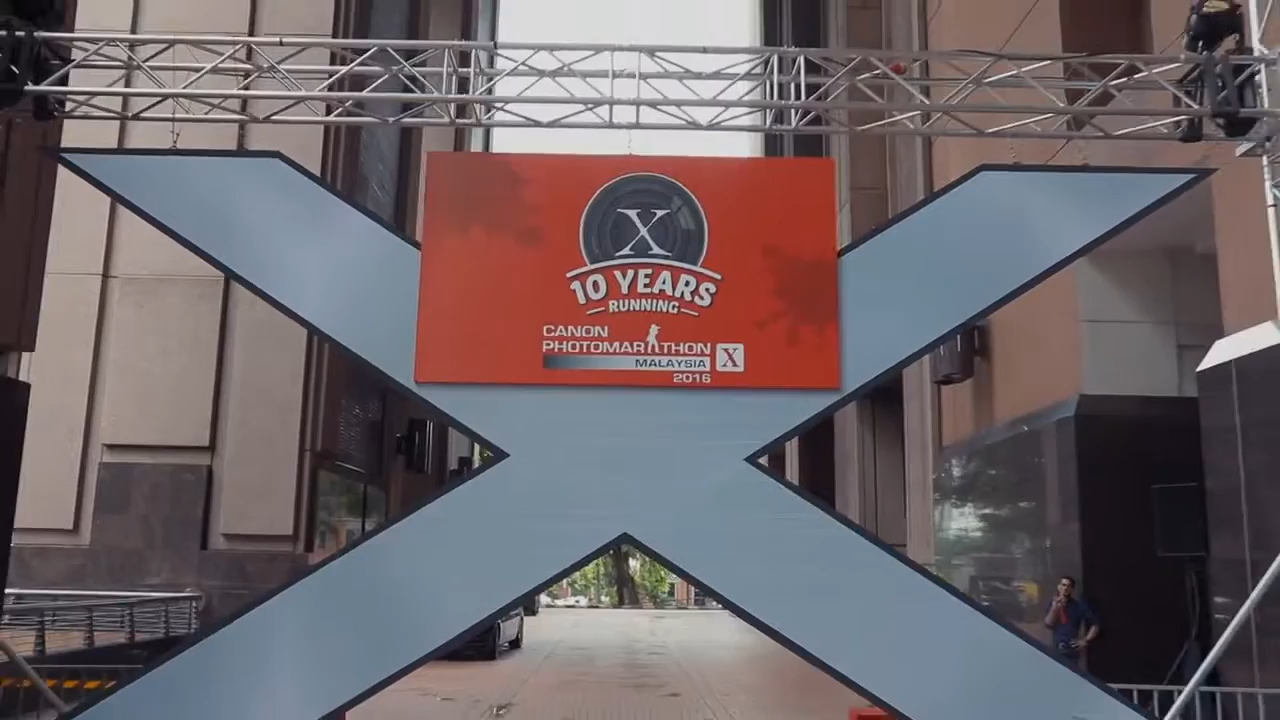 X
10 YEARS
RUNNING
CANON
PHOTOMARATHON
MALAYSIA X
2016